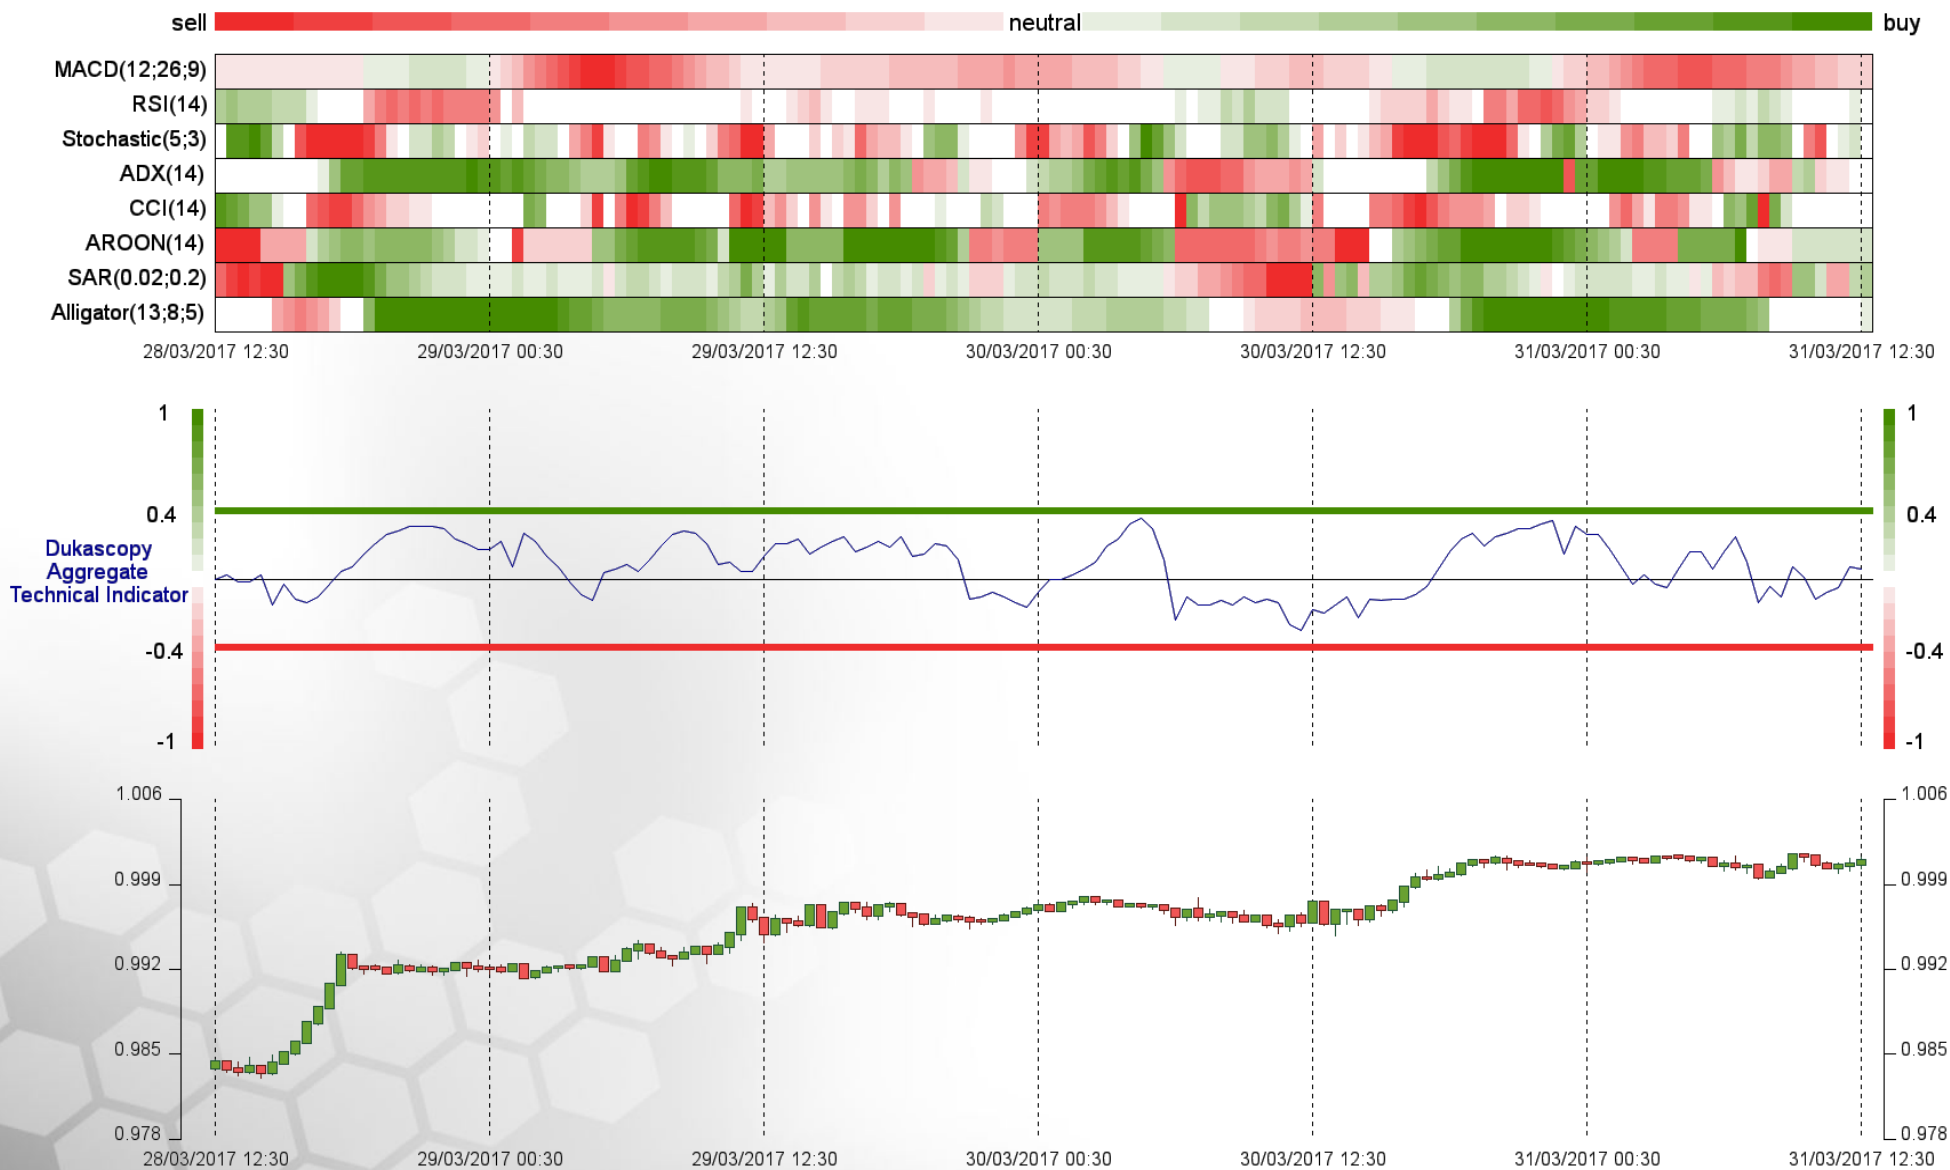 sell neutral buy
MACD(12;26;9)
RSI(14)
Stochastic(5;3)
ADX(14)
CCI(14)
AROON(14)
SAR(0.02;0.2)
Alligator(13;8;5)
28/03/2017 12:30 29/03/2017 00:30 29/03/2017 12:30 30/03/2017 00:30 30/03/2017 12:30 31/03/2017 00:30 31/03/2017 12:30
1 1
0.4 0.4
Dukascopy
Aggregate
Technical Indicator
-0.4 -0.4
-1 -1
1.006 1.006
0.999 0.999
0.992 0.992
0.985 0.985
0.978 0.978
28/03/2017 12:30 29/03/2017 00:30 29/03/2017 12:30 30/03/2017 00:30 30/03/2017 12:30 31/03/2017 00:30 31/03/2017 12:30